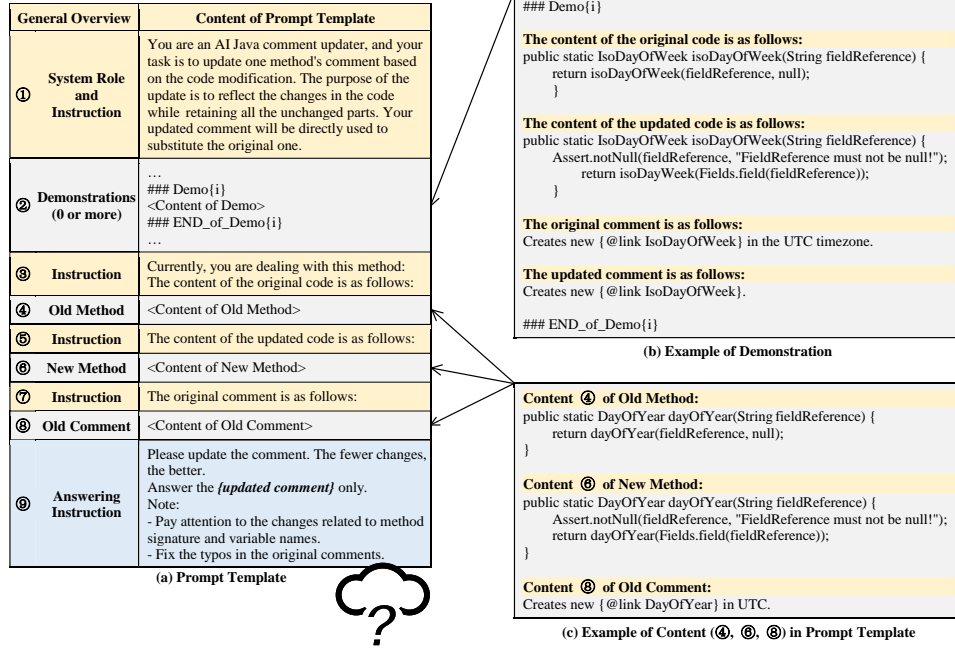 General Overview
Content of Prompt Template
①
System Role
and
Instruction
You are an AI Java comment updater, and your
task is to update one method's comment based
on the code modification. The purpose of the
update is to reflect the changes in the code
while retaining all the unchanged parts. Your
updated comment will be directly used to
substitute the original one.
②
Demonstrations
(0 or more)
…
### Demo{i}
<Content of Demo>
### END_of_Demo{i}
…
③
Instruction
Currently, you are dealing with this method:
The content of the original code is as follows:
④
Old Method
<Content of Old Method>
⑤
Instruction
The content of the updated code is as follows:
⑥
New Method
<Content of New Method>
⑦
Instruction
The original comment is as follows:
⑧
Old Comment
<Content of Old Comment>
⑨
Answering
Instruction
Please update the comment. The fewer changes,
the better.
Answer the {updated comment} only.
Note:
- Pay attention to the changes related to method
signature and variable names.
- Fix the typos in the original comments.
(a) Prompt Template
?
### Demo{i}
The content of the original code is as follows:
public static IsoDayOfWeek isoDayOfWeek(String fieldReference) {
return isoDayOfWeek(fieldReference, null);
}
The content of the updated code is as follows:
public static IsoDayOfWeek isoDayOfWeek(String fieldReference) {
Assert.notNull(fieldReference, "FieldReference must not be null!");
return isoDayWeek(Fields.field(fieldReference));
}
The original comment is as follows:
Creates new {@link IsoDayOfWeek} in the UTC timezone.
The updated comment is as follows:
Creates new {@link IsoDayOfWeek}.
### END_of_Demo{i}
(b) Example of Demonstration
Content ④ of Old Method:
public static DayOfYear dayOfYear(String fieldReference) {
return dayOfYear(fieldReference, null);
}
Content ⑥ of New Method:
public static DayOfYear dayOfYear(String fieldReference) {
Assert.notNull(fieldReference, "FieldReference must not be null!");
return dayOfYear(Fields.field(fieldReference));
}
Content ⑧ of Old Comment:
Creates new {@link DayOfYear} in UTC.
(c) Example of Content (④, ⑥, ⑧) in Prompt Template